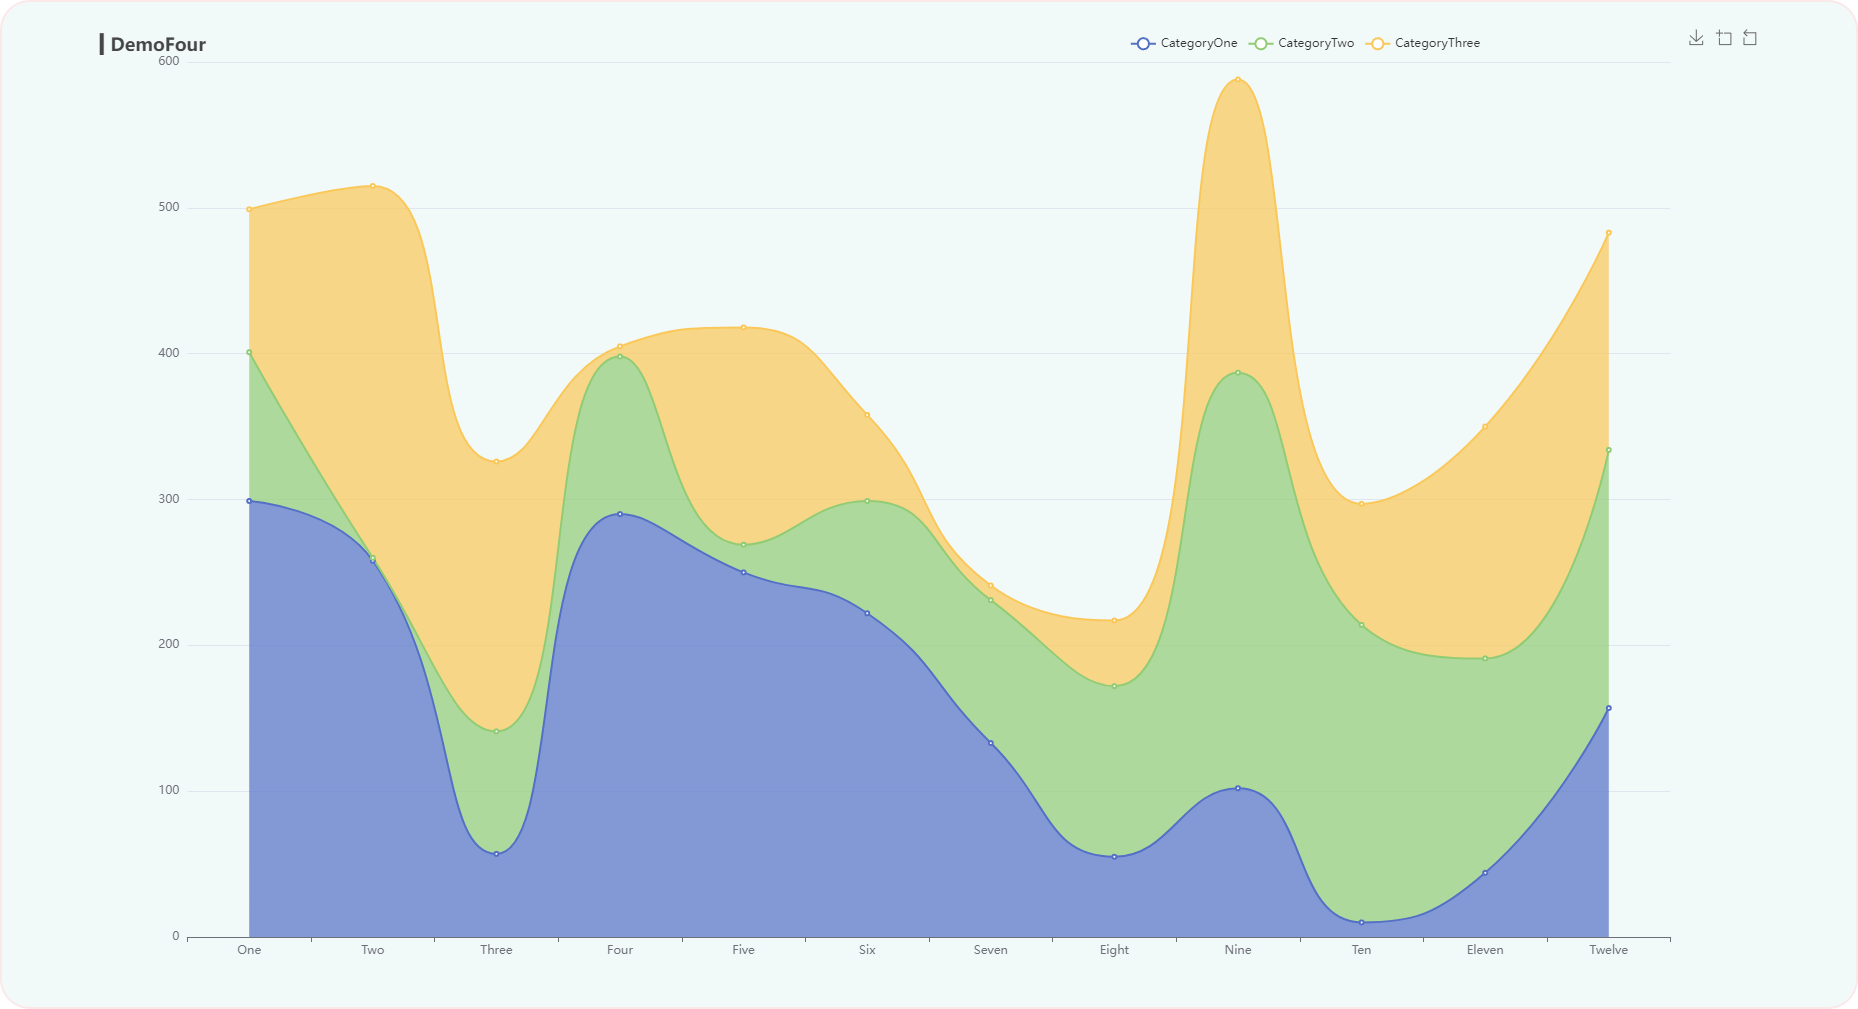 DemoFour
CategoryOne CategoryTwo CategoryThree
600
500
400
300
200
100
0
One Two Three Four Five Six Seven Eight Nine Ten Eleven Twelve